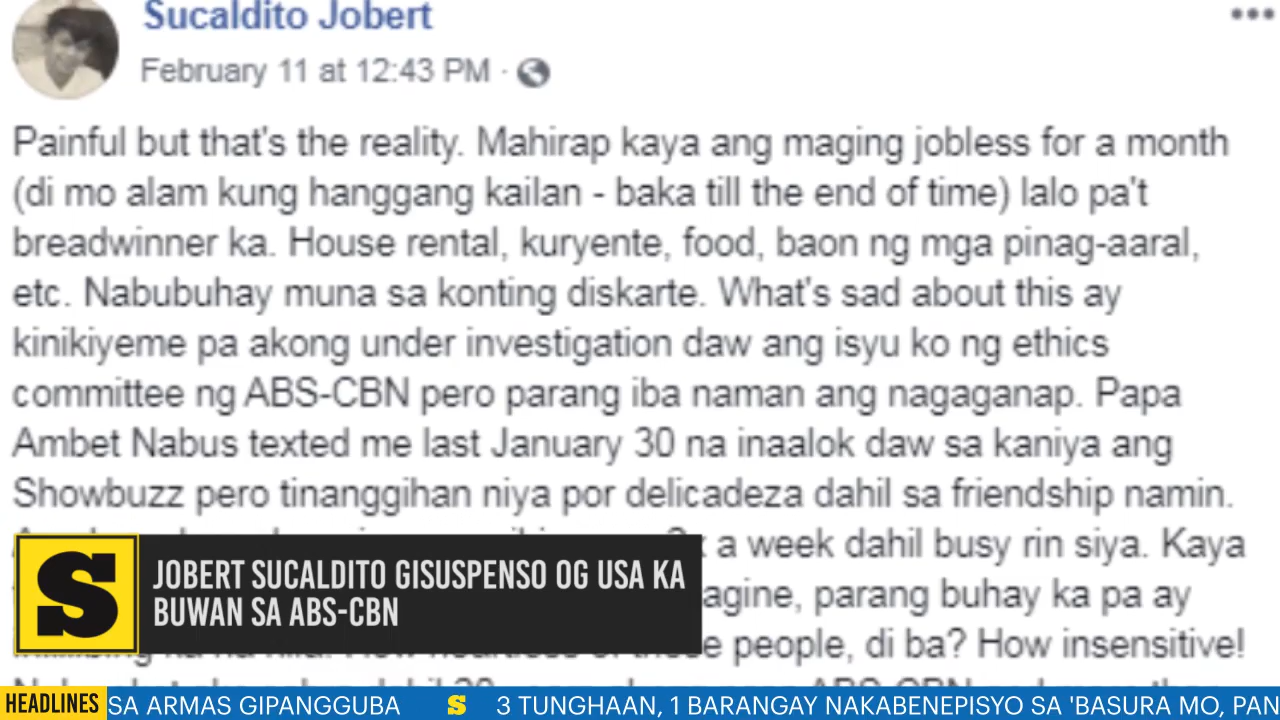 Sucaldito Jobert
February 11 at 12:43 PM ·
Painful but that's the reality. Mahirap kaya ang maging jobless for a month
(di mo alam kung hanggang kailan - baka till the end of time) lalo pa't
breadwinner ka. House rental, kuryente, food, baon ng mga pinag-aaral,
etc. Nabubuhay muna sa konting diskarte. What's sad about this ay
kinikiyeme pa akong under investigation daw ang isyu ko ng ethics
committee ng ABS-CBN pero parang iba naman ang nagaganap. Papa
Ambet Nabus texted me last January 30 na inaalok daw sa kaniya ang
Showbuzz pero tinanggihan niya por delicadeza dahil sa friendship namin.
a week dahil busy rin siya. Kaya
parang buhay ka pa ay
people, di ba? How insensitive!
S
JOBERT SUCALDITO GISUSPENSO OG USA KA
BUWAN SA ABS-CBN
HEADLINES SA ARMAS GIPANGGUBA S 3 TUNGHAAN, 1 BARANGAY NAKABENEPISYO SA 'BASURA MO, PAN